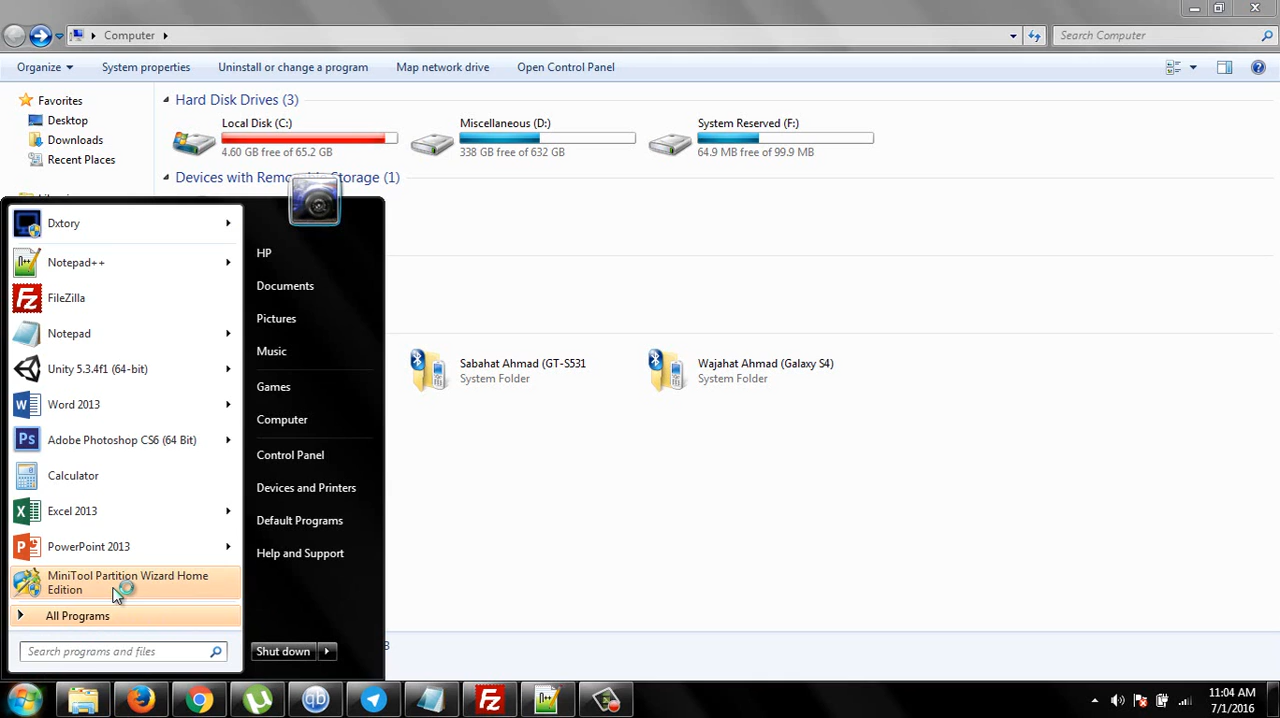 Computer
Search Computer
Organize
System properties
Uninstall or change a program
Map network drive
Open Control Panel
Favorites
Desktop
Downloads
Recent Places
Hard Disk Drives (3)
Local Disk (C:)
4.60 GB free of 65.2 GB
Miscellaneous (D:)
338 GB free of 632 GB
System Reserved (F:)
64.9 MB free of 99.9 MB
Devices with Storage (1)
Sabahat Ahmad (GT-S531
System Folder
Wajahat Ahmad (Galaxy S4)
System Folder
Dxtory
Notepad++
FileZilla
Notepad
Unity 5.3.4f1 (64-bit)
Word 2013
Adobe Photoshop CS6 (64 Bit)
Calculator
Excel 2013
PowerPoint 2013
MiniTool Partition Wizard Home
Edition
All Programs
Search programs and files
HP
Documents
Pictures
Music
Games
Computer
Control Panel
Devices and Printers
Default Programs
Help and Support
Shut down
11:04 AM
7/1/2016